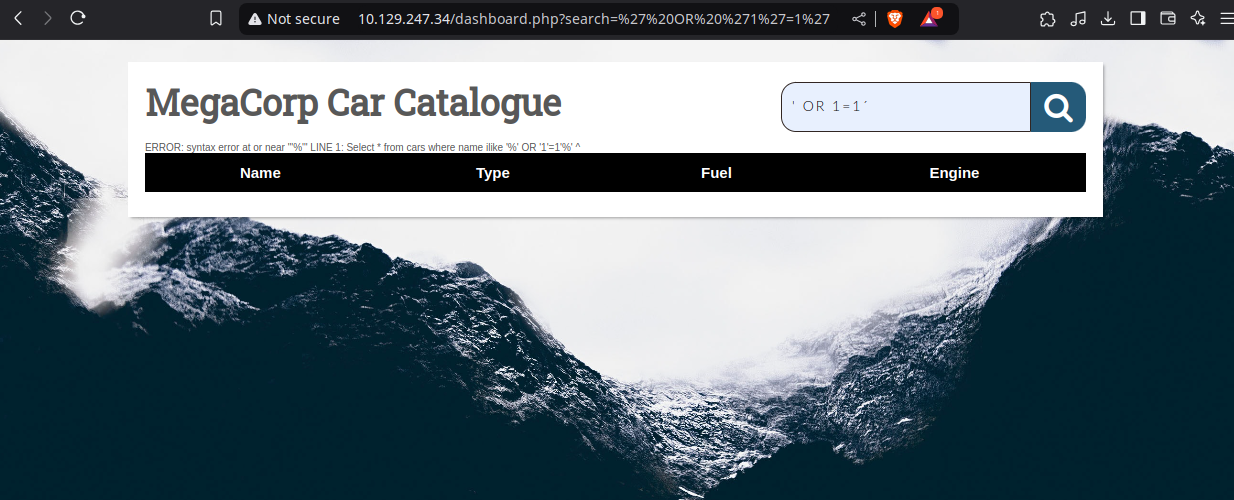 Not secure 10.129.247.34/dashboard.php?search=%27%20OR%20%271%27=1%27
MegaCorp Car Catalogue
' OR 1=1´
ERROR: syntax error at or near "'%'" LINE 1: Select * from cars where name ilike '%' OR '1'=1'%' ^
Name Type Fuel Engine